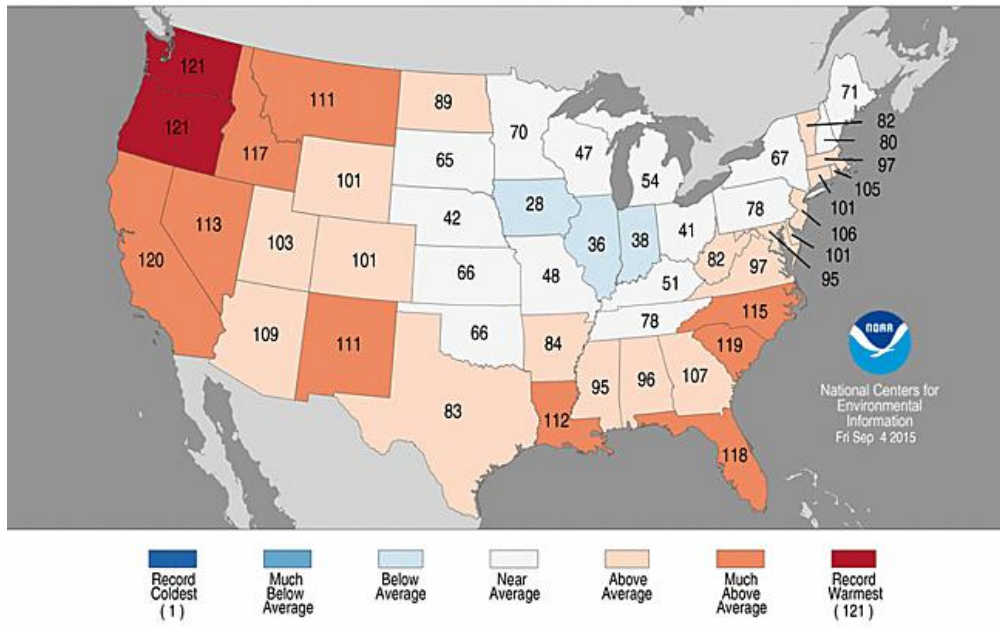 121
121
111
89
117
101
65
70
47
54
71
82
80
97
105
101
106
101
95
67
78
120
113
103
101
42
66
28
36
38
41
82
97
48
51
109
111
66
84
78
115
119
83
112
95
96
107
118
NOAA
National Centers for
Environmental
Information
Fri Sep 4 2015
Record
Coldest
(1)
Much
Below
Average
Below
Average
Near
Average
Above
Average
Much
Above
Average
Record
Warmest
(121)